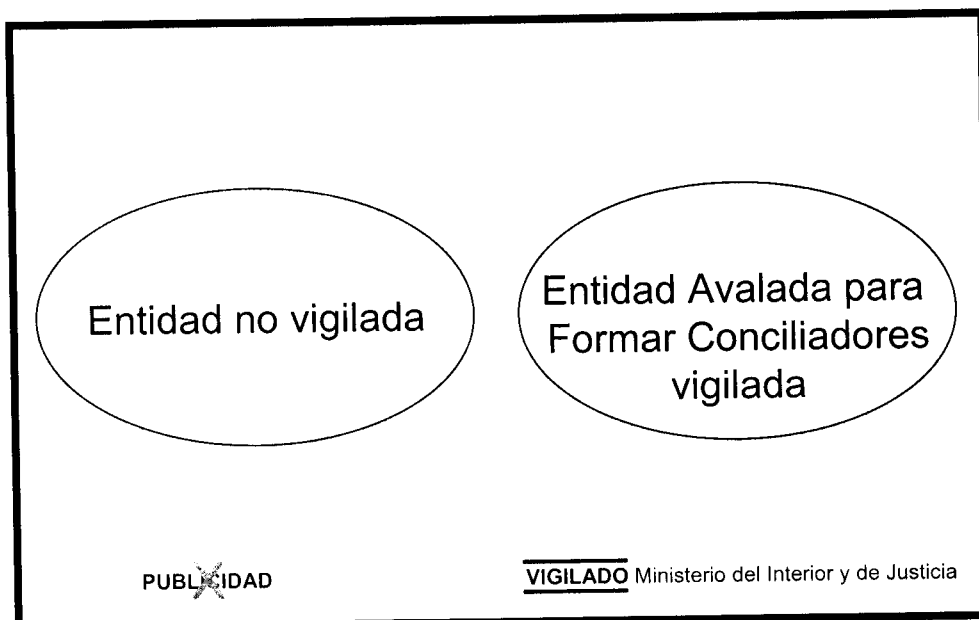 Entidad no vigilada
Entidad Avalada para
Formar Conciliadores
vigilada
PUBLICIDAD
VIGILADO Ministerio del Interior y de Justicia